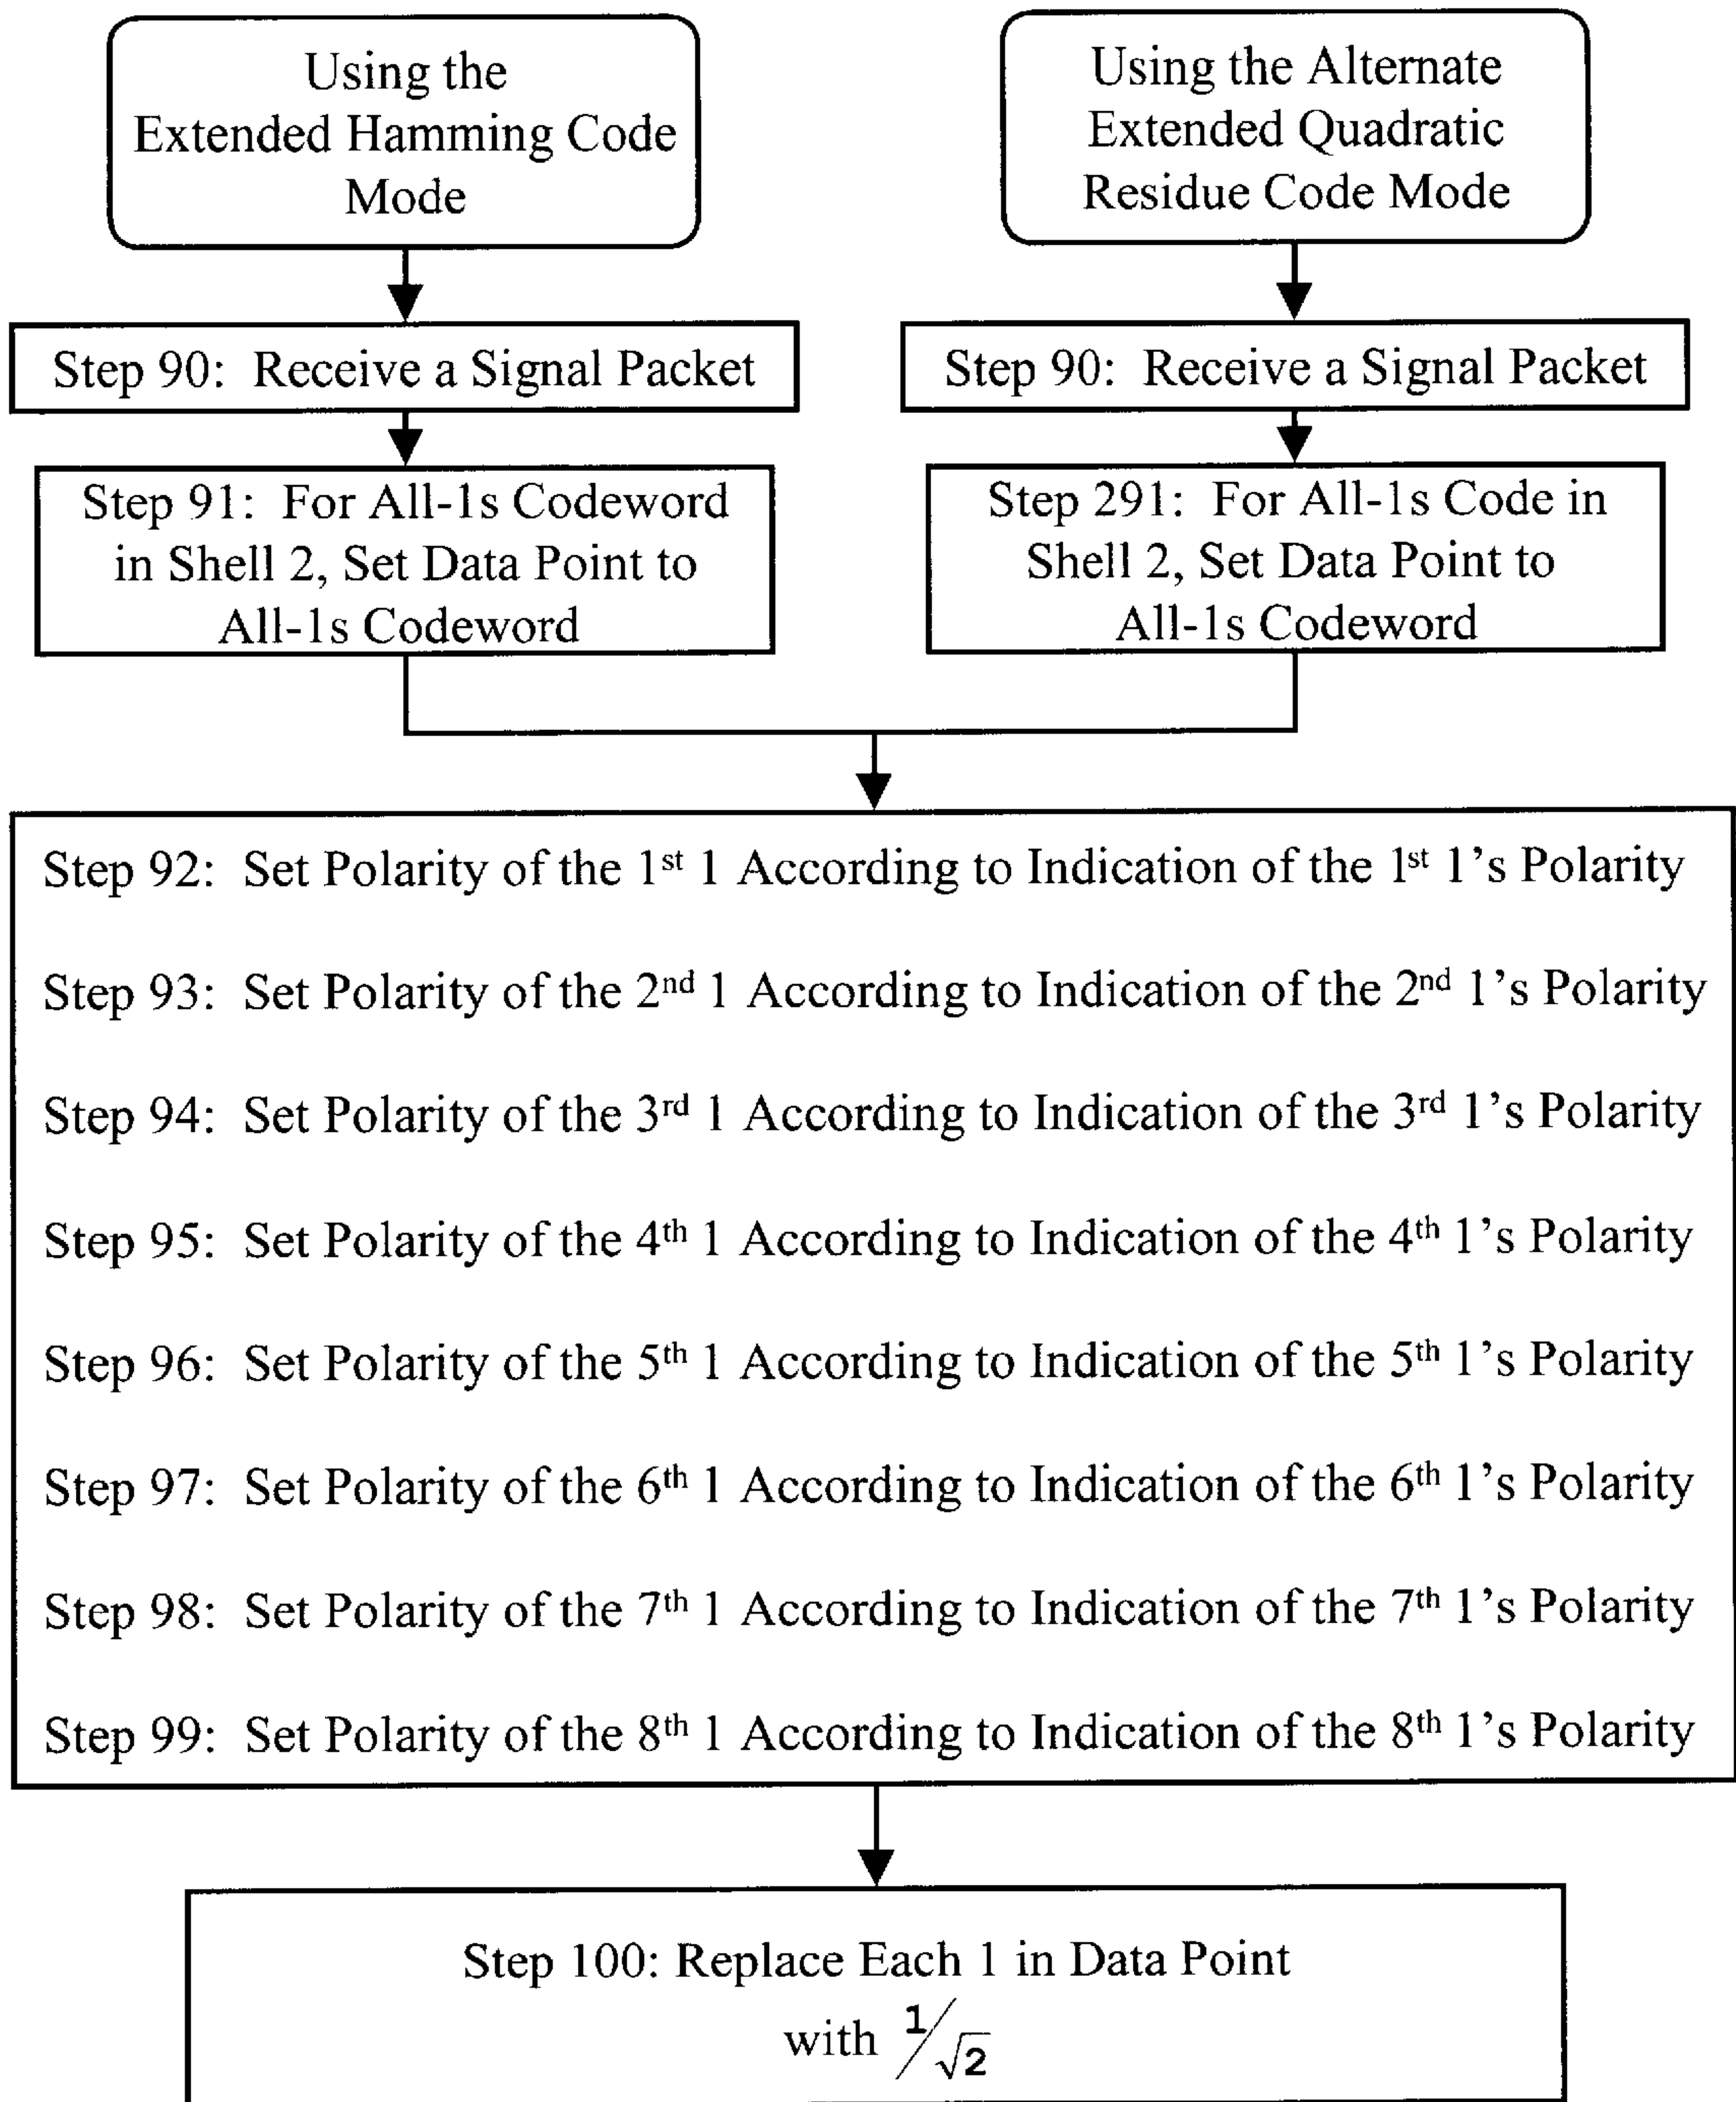 Using the
Extended Hamming Code
Mode
Using the Alternate
Extended Quadratic
Residue Code Mode
Step 90: Receive a Signal Packet
Step 90: Receive a Signal Packet
Step 91: For All-1s Codeword
in Shell 2, Set Data Point to
All-1s Codeword
Step 291: For All-1s Code in
Shell 2, Set Data Point to
All-1s Codeword
Step 92: Set Polarity of the 1st 1 According to Indication of the 1st 1's Polarity
Step 93: Set Polarity of the 2nd 1 According to Indication of the 2nd 1's Polarity
Step 94: Set Polarity of the 3rd 1 According to Indication of the 3rd 1's Polarity
Step 95: Set Polarity of the 4th 1 According to Indication of the 4th 1's Polarity
Step 96: Set Polarity of the 5th 1 According to Indication of the 5th 1's Polarity
Step 97: Set Polarity of the 6th 1 According to Indication of the 6th 1's Polarity
Step 98: Set Polarity of the 7th 1 According to Indication of the 7th 1's Polarity
Step 99: Set Polarity of the 8th 1 According to Indication of the 8th 1's Polarity
Step 100: Replace Each 1 in Data Point
with 1/√2